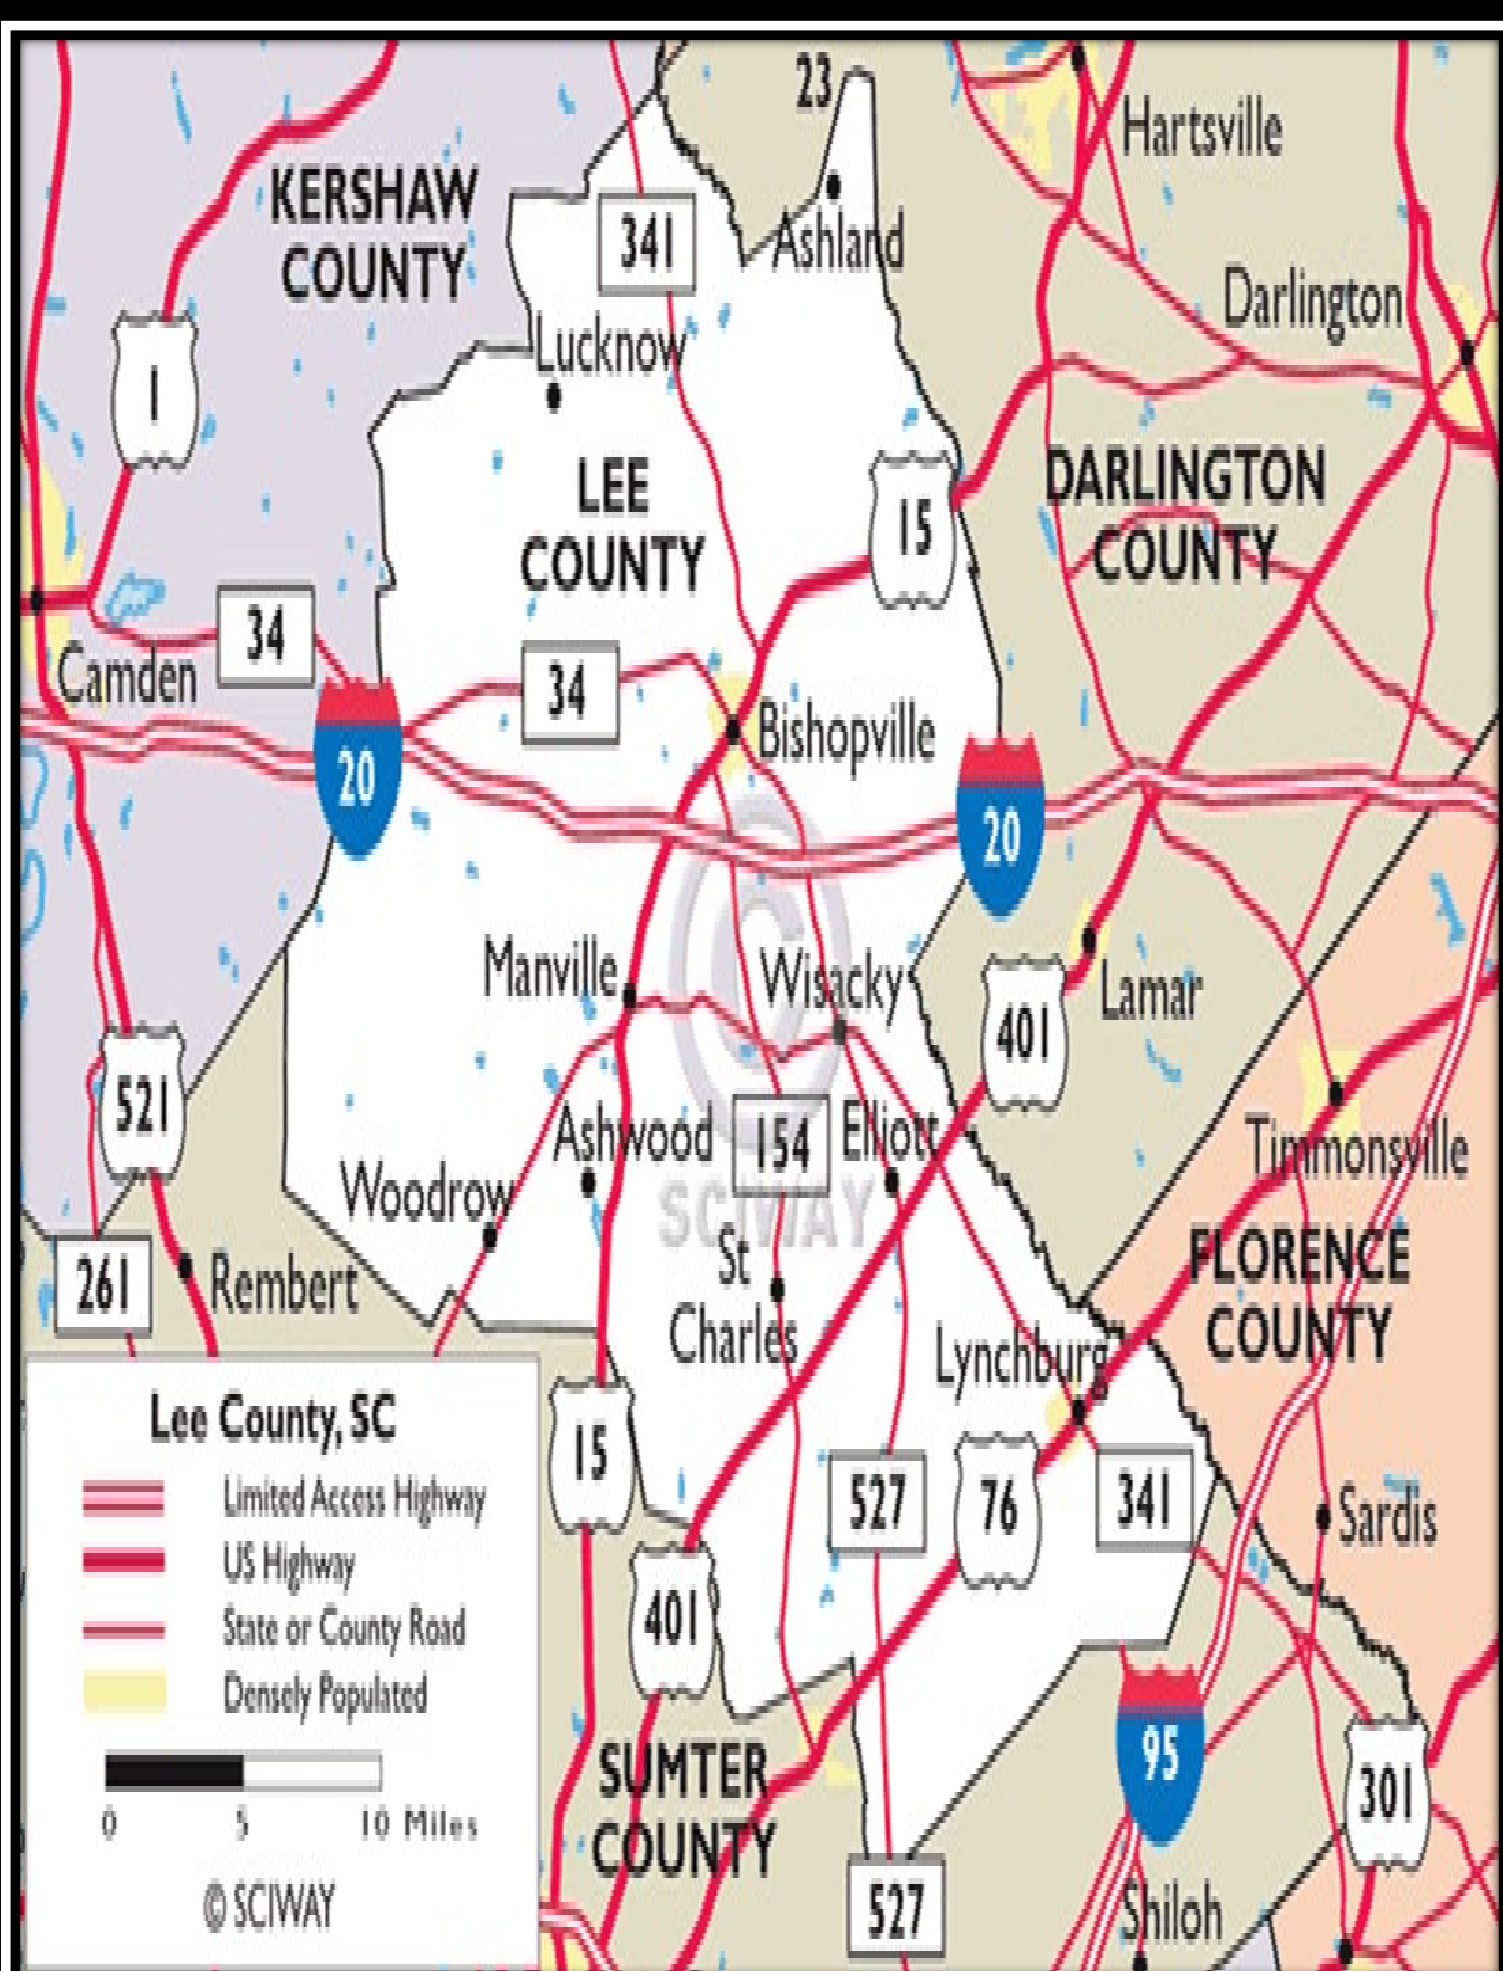 23
Hartsville
KERSHAW
COUNTY
341
Ashland
Darlington
1
Lucknow
LEE
COUNTY
15
DARLINGTON
COUNTY
34
Camden
34
Bishopville
20
20
Manville
Wisacky
401
Lamar
521
Ashwood
154
Elliott
Timmonsville
Woodrow
SCIWAY
St
Charles
261
Rembert
FLORENCE
COUNTY
Lynchburg
Lee County, SC
Limited Access Highway
US Highway
State or County Road
Densely Populated
0 5 10 Miles
© SCIWAY
15
527
76
341
Sardis
401
SUMTER
COUNTY
95
301
527
Shiloh